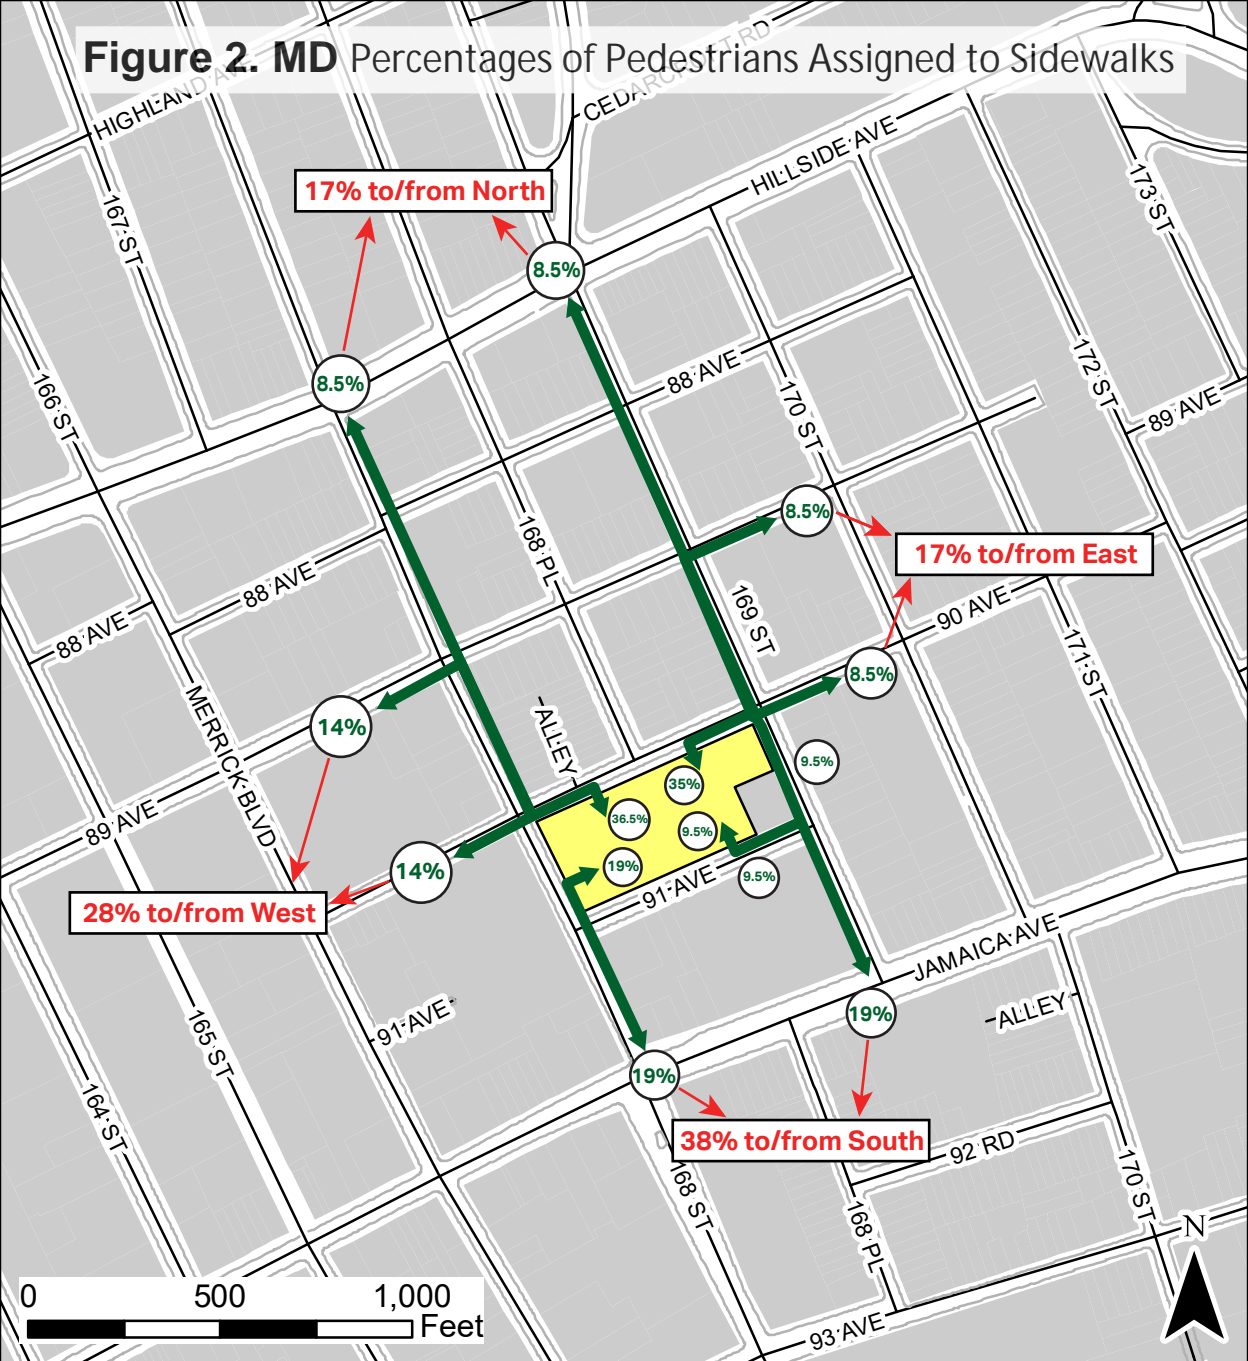 Figure 2. MD Percentages of Pedestrians Assigned to Sidewalks
HIGHLAND AVE
CEDARCROFT RD
HILLSIDE AVE
173 ST
167 ST
17% to/from North
8.5%
8.5%
166 ST
88 AVE
172 ST
170 ST
89 AVE
8.5%
17% to/from East
168 PL
88 AVE
88 AVE
169 ST
90 AVE
171 ST
8.5%
MERRICK BLVD
14%
ALLEY
9.5%
35%
36.5%
9.5%
89 AVE
19%
14%
9.5%
91 AVE
28% to/from West
JAMAICA AVE
91 AVE
ALLEY
19%
165 ST
19%
164 ST
38% to/from South
92 RD
168 ST
170 ST
168 PL
N
0 500 1,000
Feet
93 AVE